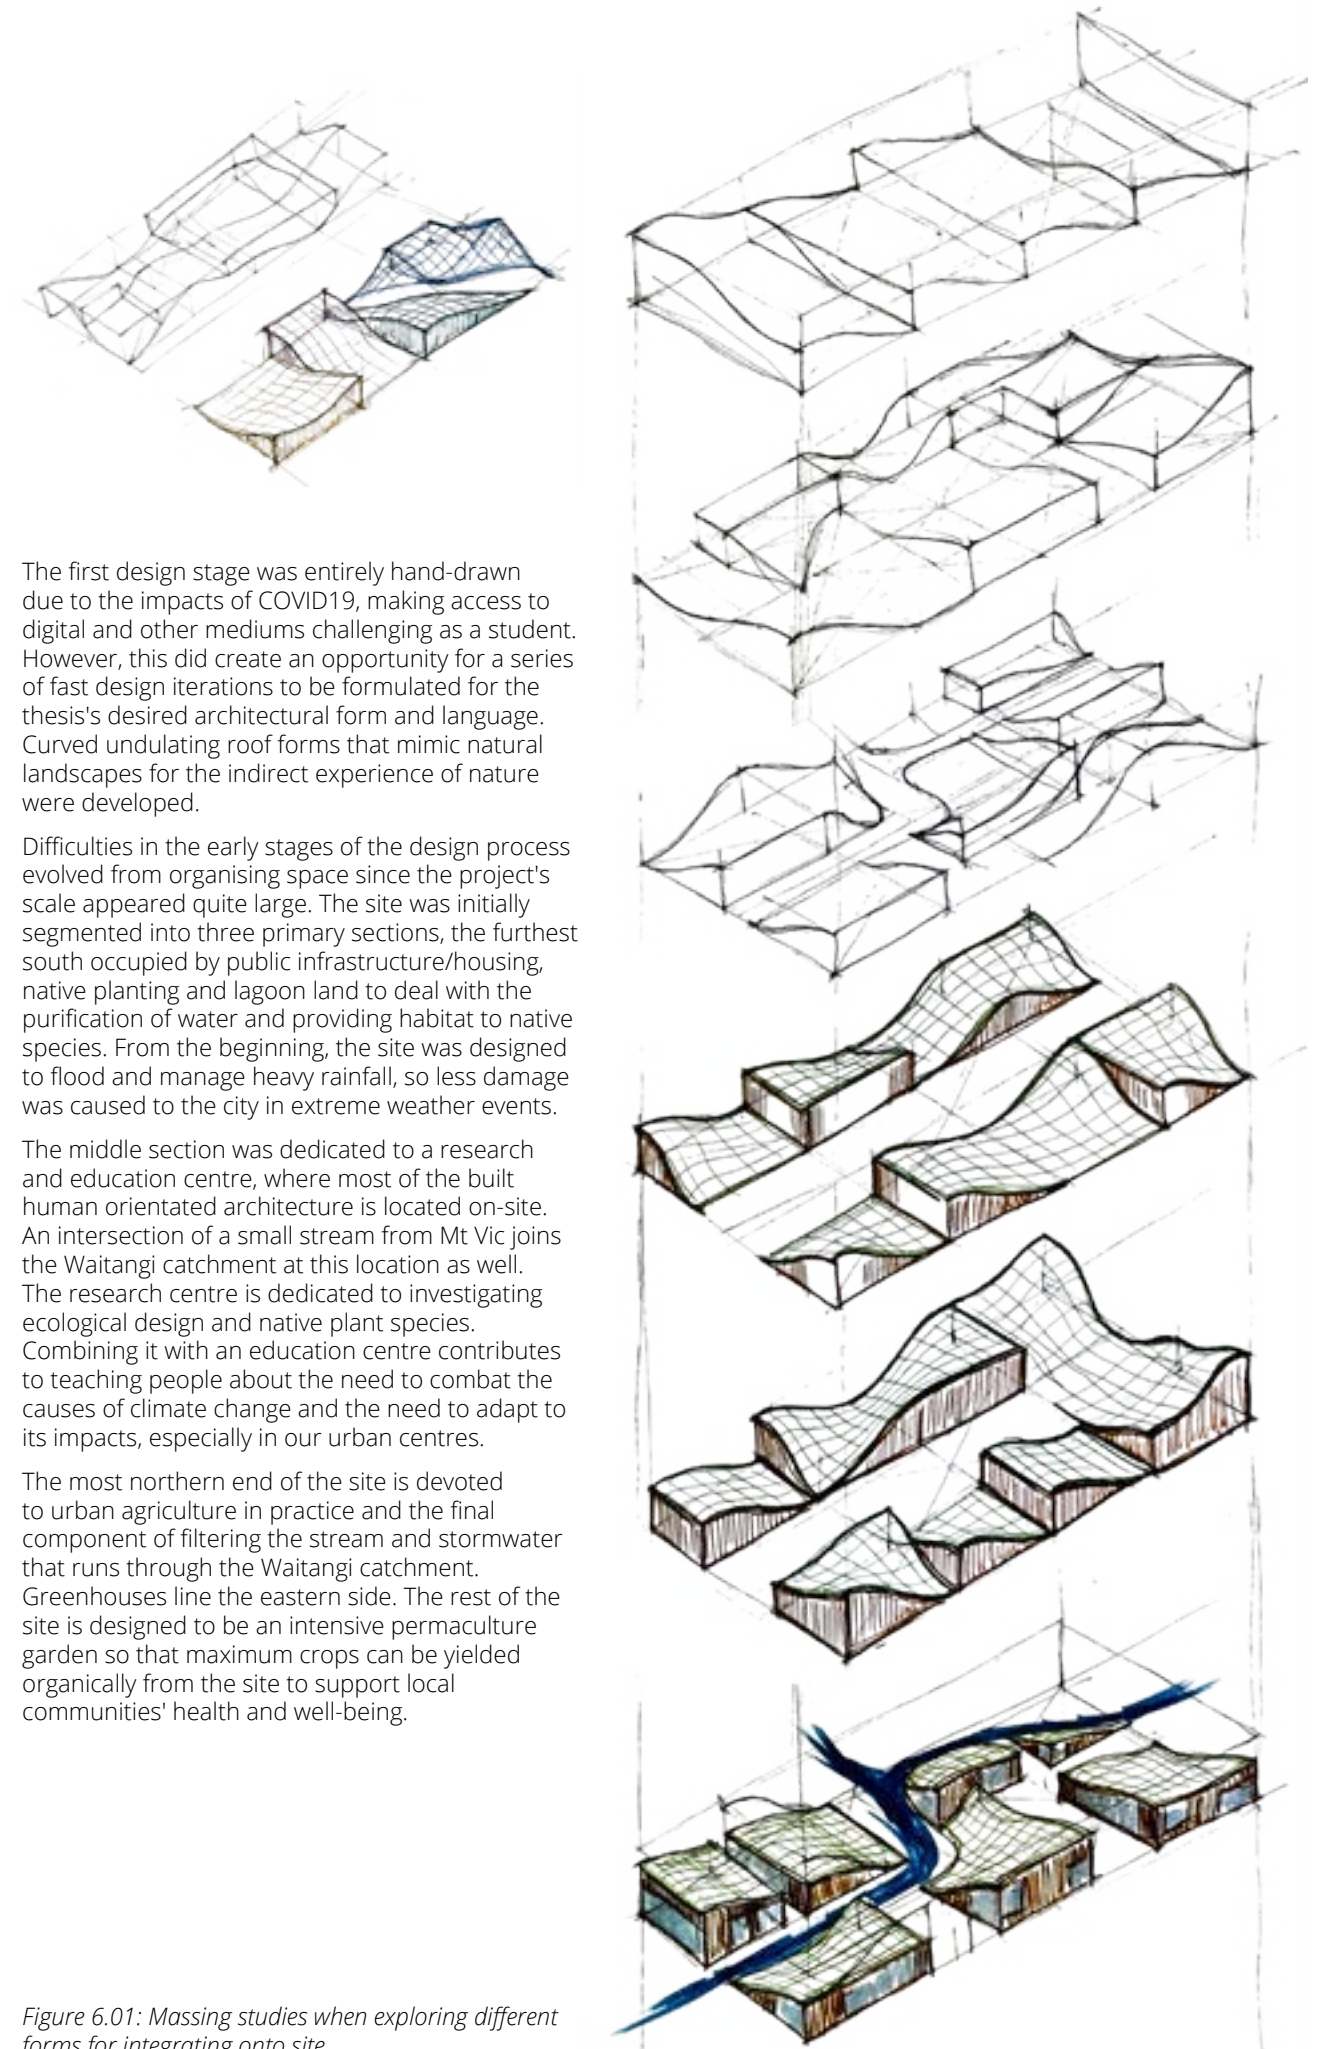 The first design stage was entirely hand-drawn
due to the impacts of COVID19, making access to
digital and other mediums challenging as a student.
However, this did create an opportunity for a series
of fast design iterations to be formulated for the
thesis's desired architectural form and language.
Curved undulating roof forms that mimic natural
landscapes for the indirect experience of nature
were developed.
Difficulties in the early stages of the design process
evolved from organising space since the project's
scale appeared quite large. The site was initially
segmented into three primary sections, the furthest
south occupied by public infrastructure/housing,
native planting and lagoon land to deal with the
purification of water and providing habitat to native
species. From the beginning, the site was designed
to flood and manage heavy rainfall, so less damage
was caused to the city in extreme weather events.
The middle section was dedicated to a research
and education centre, where most of the built
human orientated architecture is located on-site.
An intersection of a small stream from Mt Vic joins
the Waitangi catchment at this location as well.
The research centre is dedicated to investigating
ecological design and native plant species.
Combining it with an education centre contributes
to teaching people about the need to combat the
causes of climate change and the need to adapt to
its impacts, especially in our urban centres.
The most northern end of the site is devoted
to urban agriculture in practice and the final
component of filtering the stream and stormwater
that runs through the Waitangi catchment.
Greenhouses line the eastern side. The rest of the
site is designed to be an intensive permaculture
garden so that maximum crops can be yielded
organically from the site to support local
communities' health and well-being.
Figure 6.01: Massing studies when exploring different
forms for integrating onto site